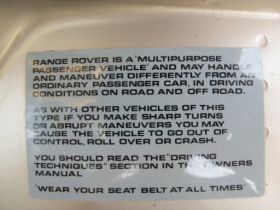 RANGE ROVER IS A 'MULTIPURPOSE
PASSENGER VEHICLE' AND MAY HANDLE
AND MANEUVER DIFFERENTLY FROM AN
ORDINARY PASSENGER CAR, IN DRIVING
CONDITIONS ON ROAD AND OFF ROAD.
AS WITH OTHER VEHICLES OF THIS
TYPE IF YOU MAKE SHARP TURNS
OR ABRUPT MANEUVERS YOU MAY
CAUSE THE VEHICLE TO GO OUT OF
CONTROL, ROLL OVER OR CRASH.
YOU SHOULD READ THE "DRIVING
TECHNIQUES" SECTION IN THE OWNERS
MANUAL
'WEAR YOUR SEAT BELT AT ALL TIMES'